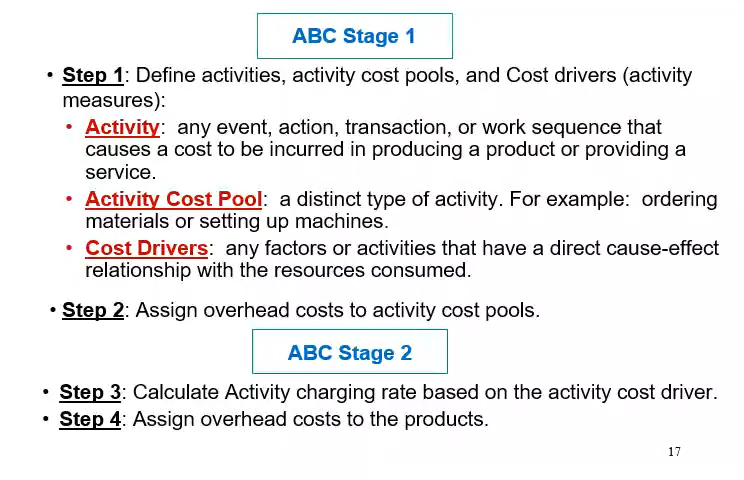 ABC Stage 1
• Step 1: Define activities, activity cost pools, and Cost drivers (activity
measures):
• Activity:  any event, action, transaction, or work sequence that
causes a cost to be incurred in producing a product or providing a
service.
• Activity Cost Pool:  a distinct type of activity. For example:  ordering
materials or setting up machines.
• Cost Drivers:  any factors or activities that have a direct cause-effect
relationship with the resources consumed.
• Step 2: Assign overhead costs to activity cost pools.
ABC Stage 2
• Step 3: Calculate Activity charging rate based on the activity cost driver.
• Step 4: Assign overhead costs to the products.
17